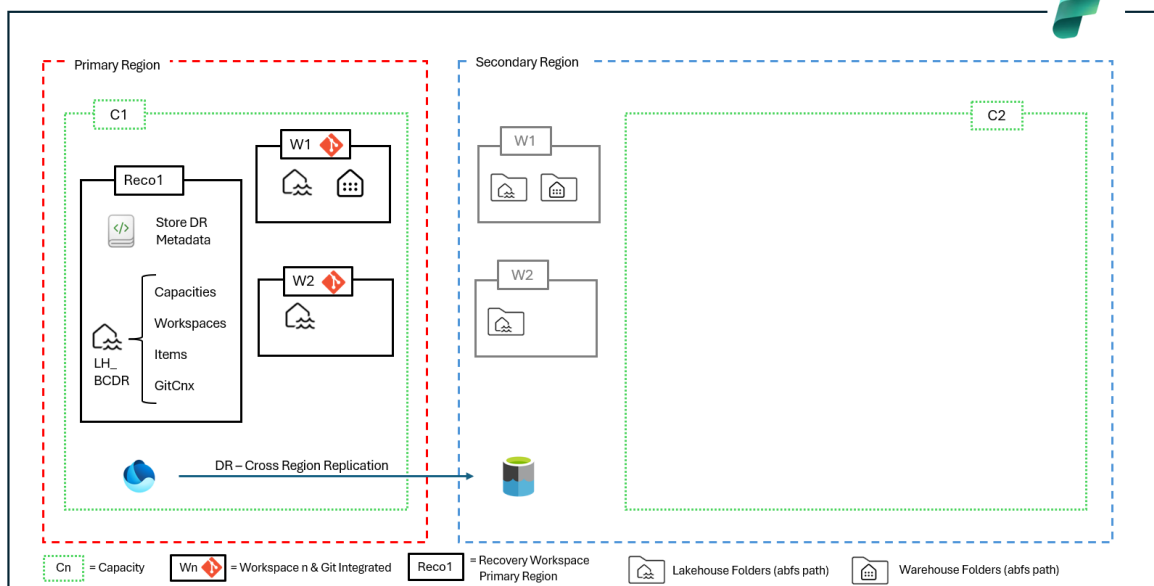 Primary Region
C1
Reco1
</>
Store DR
Metadata
Capacities
Workspaces
Items
GitCnx
LH_
BCDR
W1
W2
DR – Cross Region Replication
Secondary Region
W1
W2
C2
Cn = Capacity
Wn = Workspace n & Git Integrated
Reco1 = Recovery Workspace
Primary Region
Lakehouse Folders (abfs path)
Warehouse Folders (abfs path)